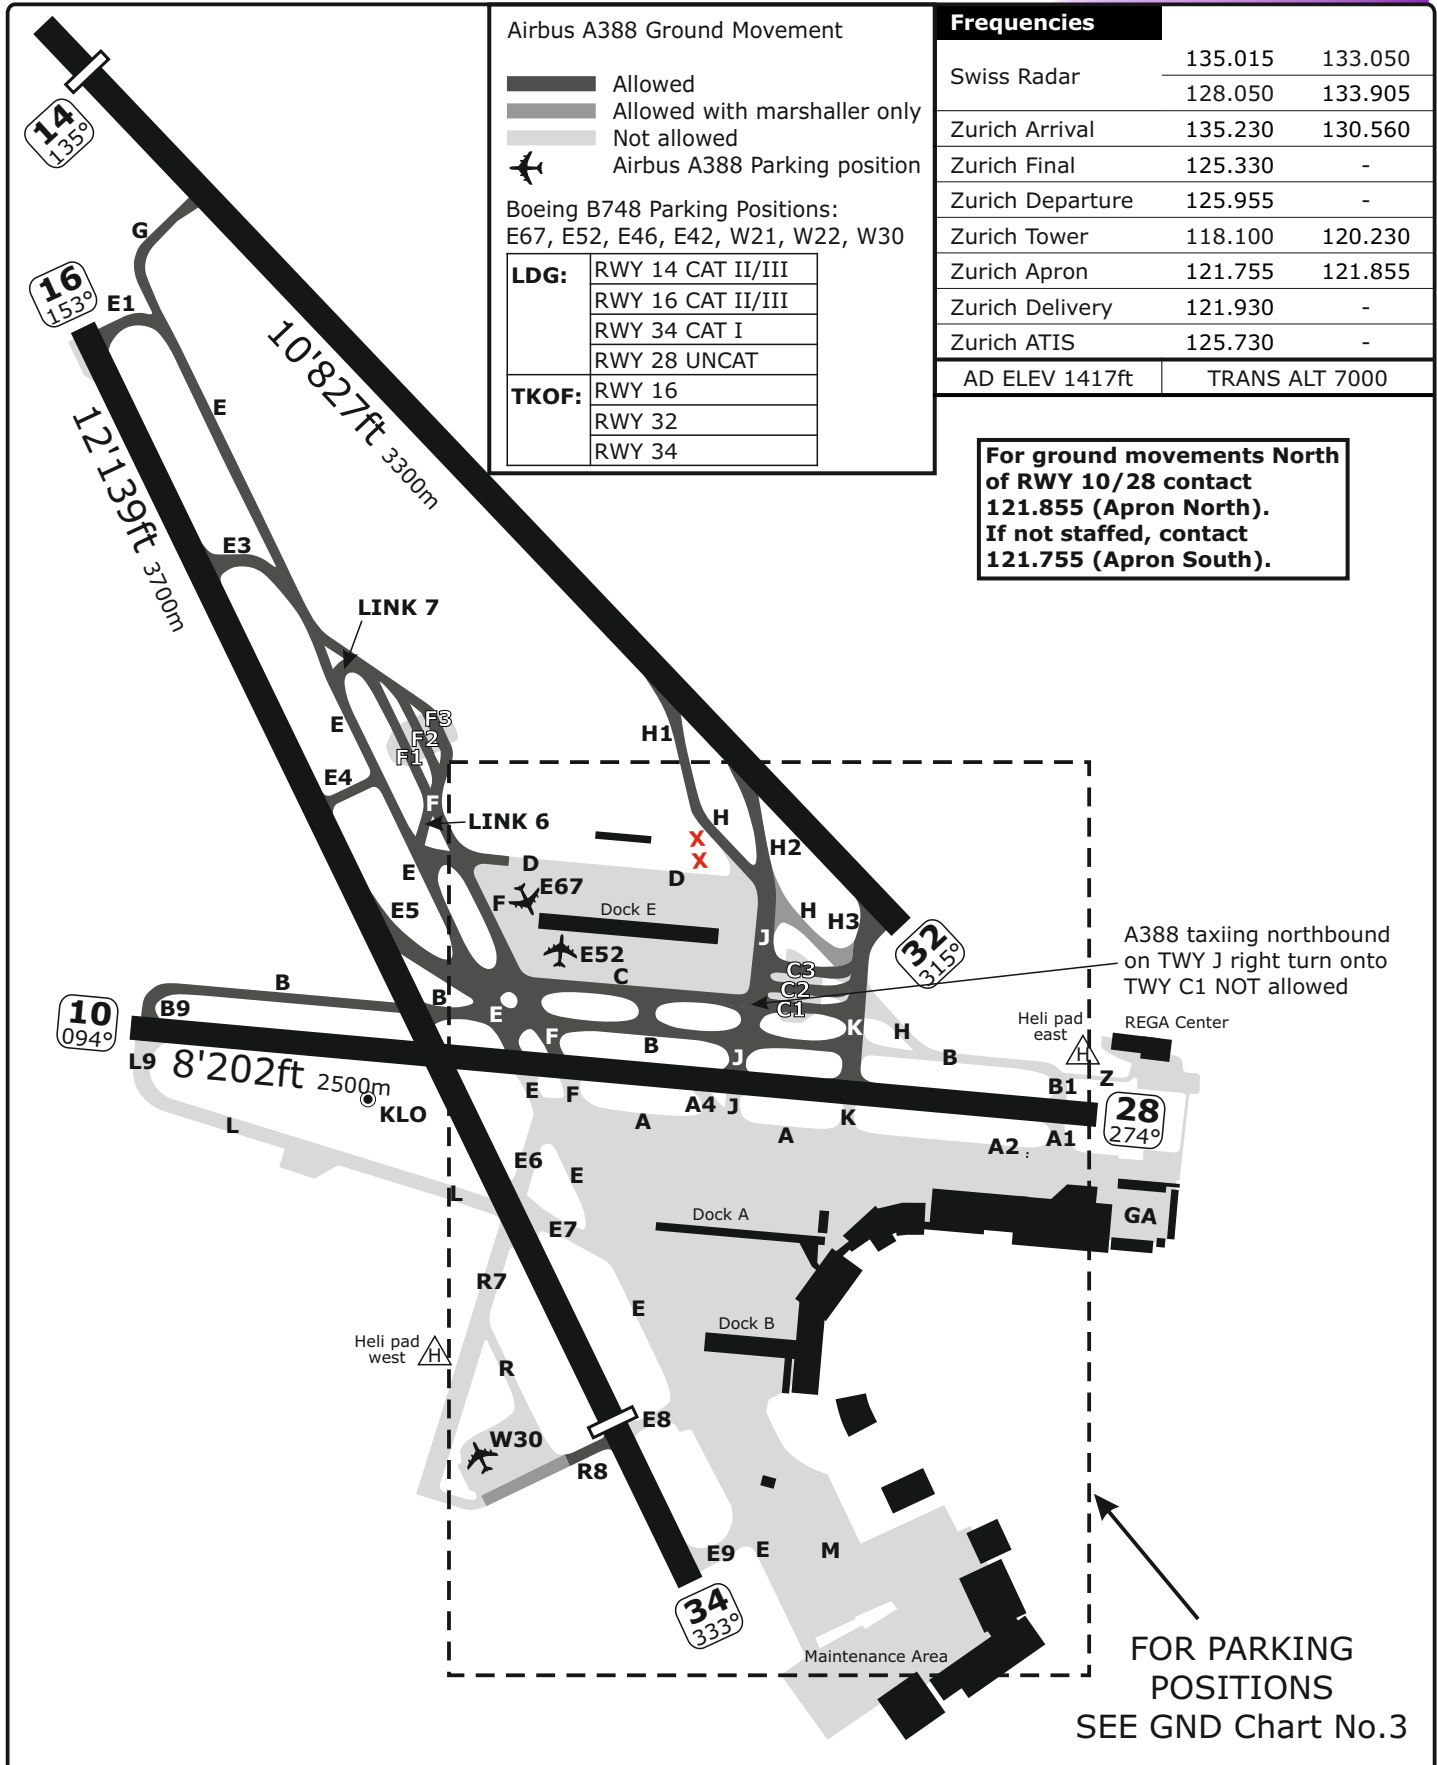 Airbus A388 Ground Movement
Allowed
Allowed with marshaller only
Not allowed
Airbus A388 Parking position
Boeing B748 Parking Positions:
E67, E52, E46, E42, W21, W22, W30
LDG: RWY 14 CAT II/III
RWY 16 CAT II/III
RWY 34 CAT I
RWY 28 UNCAT
TKOF: RWY 16
RWY 32
RWY 34
Frequencies
Swiss Radar 135.015 133.050
128.050 133.905
Zurich Arrival 135.230 130.560
Zurich Final 125.330 -
Zurich Departure 125.955 -
Zurich Tower 118.100 120.230
Zurich Apron 121.755 121.855
Zurich Delivery 121.930 -
Zurich ATIS 125.730 -
AD ELEV 1417ft TRANS ALT 7000
For ground movements North
of RWY 10/28 contact
121.855 (Apron North).
If not staffed, contact
121.755 (Apron South).
14
135°
G
16
153°
E1
E
10'827ft 3300m
12'139ft 3700m
E3
LINK 7
E
F3
F2
F1
H1
E4
F
LINK 6
H
X
X
H2
D
D
E
E67
F
Dock E
E5
H
H3
J
32
315°
A388 taxiing northbound
on TWY J right turn onto
TWY C1 NOT allowed
E52
C
C3
C2
C1
B
B
B9
E
10
094°
F
B
J
K
H
B
Heli pad
east
H
REGA Center
L9
8'202ft 2500m
KLO
E
F
A
A4
J
A
K
B1
Z
28
274°
A1
A2
:
L
L
E6
E
E7
Dock A
GA
R7
E
Dock B
Heli pad
west
H
R
E8
W30
R8
E9
E
M
34
333°
Maintenance Area
FOR PARKING
POSITIONS
SEE GND Chart No.3